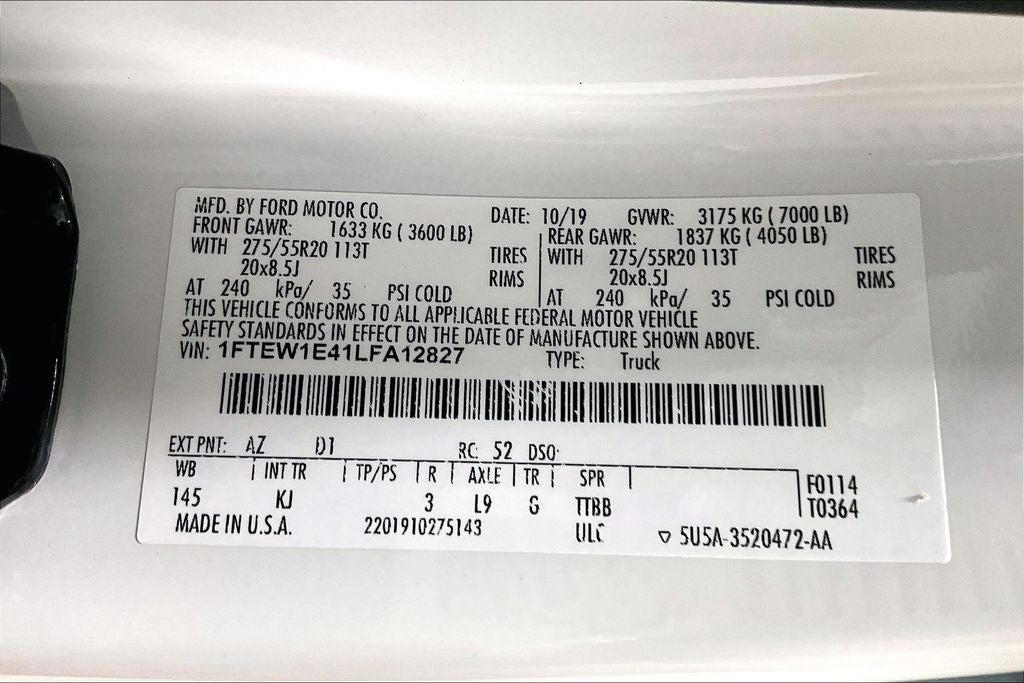 MFD. BY FORD MOTOR CO. DATE: 10/19 GVWR: 3175 KG ( 7000 LB)
FRONT GAWR: 1633 KG ( 3600 LB) REAR GAWR: 1837 KG ( 4050 LB)
WITH 275/55R20 113T TIRES WITH 275/55R20 113T TIRES
20x8.5J RIMS 20x8.5J RIMS
AT 240 kPa/ 35 PSI COLD AT 240 kPa/ 35 PSI COLD
THIS VEHICLE CONFORMS TO ALL APPLICABLE FEDERAL MOTOR VEHICLE
SAFETY STANDARDS IN EFFECT ON THE DATE OF MANUFACTURE SHOWN ABOVE.
VIN: 1FTEW1E41LFA12827 TYPE: Truck
EXT PNT: AZ D1 RC: 52 DSO:
WB INT TR TP/PS R AXLE TR SPR F0114
145 KJ 3 L9 G TTBB T0364
MADE IN U.S.A. 2201910275143 ULC ▽ 5U5A-3520472-AA